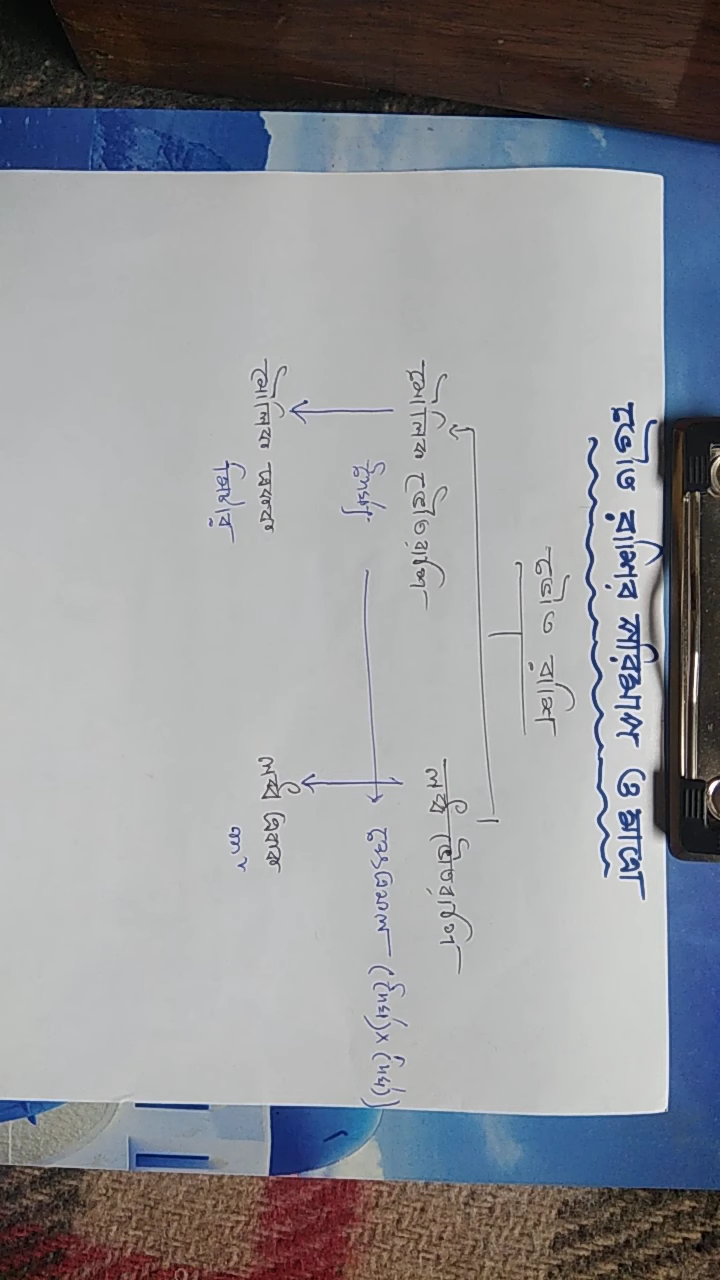 ভৌত রাশির পরিমাপ ও মাত্রা
ভৌত রাশি
মৌলিক ভৌতরাশি
লব্ধ ভৌতরাশি
দৈর্ঘ্য
ক্ষেত্রফল (দৈর্ঘ্য) × (দৈর্ঘ্য)
মৌলিক একক
লব্ধ একক
মিটার
m²